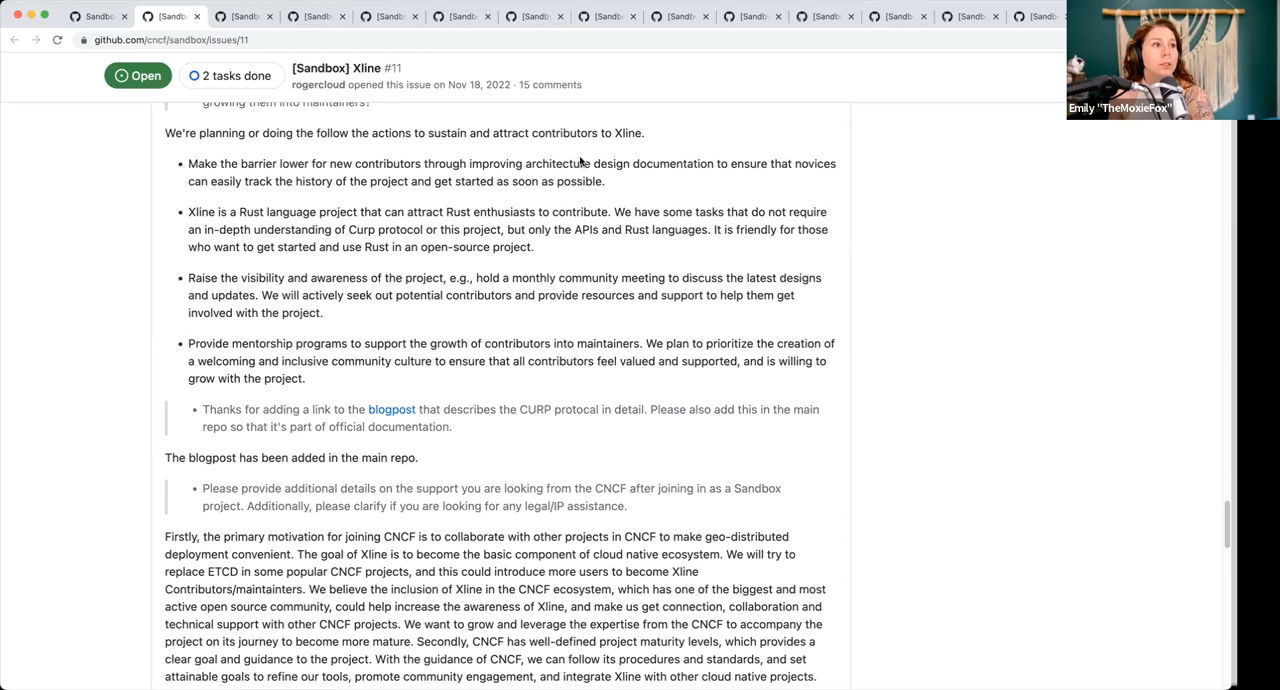 Sandbo
[Sandb
[Sandb
[Sandb
[Sandb
[Sandb
[Sandb
[Sandb
[Sandb
[Sandb
[Sandb
[Sandb
[Sandb
[Sandb
github.com/cncf/sandbox/issues/11
Open
2 tasks done
[Sandbox] Xline #11
rogercloud opened this issue on Nov 18, 2022 · 15 comments
Emily "TheMoxieFox"
growing them into maintainers?
We're planning or doing the follow the actions to sustain and attract contributors to Xline.
• Make the barrier lower for new contributors through improving architecture design documentation to ensure that novices
can easily track the history of the project and get started as soon as possible.
• Xline is a Rust language project that can attract Rust enthusiasts to contribute. We have some tasks that do not require
an in-depth understanding of Curp protocol or this project, but only the APIs and Rust languages. It is friendly for those
who want to get started and use Rust in an open-source project.
• Raise the visibility and awareness of the project, e.g., hold a monthly community meeting to discuss the latest designs
and updates. We will actively seek out potential contributors and provide resources and support to help them get
involved with the project.
• Provide mentorship programs to support the growth of contributors into maintainers. We plan to prioritize the creation of
a welcoming and inclusive community culture to ensure that all contributors feel valued and supported, and is willing to
grow with the project.
• Thanks for adding a link to the blogpost that describes the CURP protocal in detail. Please also add this in the main
repo so that it's part of official documentation.
The blogpost has been added in the main repo.
• Please provide additional details on the support you are looking from the CNCF after joining in as a Sandbox
project. Additionally, please clarify if you are looking for any legal/IP assistance.
Firstly, the primary motivation for joining CNCF is to collaborate with other projects in CNCF to make geo-distributed
deployment convenient. The goal of Xline is to become the basic component of cloud native ecosystem. We will try to
replace ETCD in some popular CNCF projects, and this could introduce more users to become Xline
Contributors/maintainters. We believe the inclusion of Xline in the CNCF ecosystem, which has one of the biggest and most
active open source community, could help increase the awareness of Xline, and make us get connection, collaboration and
technical support with other CNCF projects. We want to grow and leverage the expertise from the CNCF to accompany the
project on its journey to become more mature. Secondly, CNCF has well-defined project maturity levels, which provides a
clear goal and guidance to the project. With the guidance of CNCF, we can follow its procedures and standards, and set
attainable goals to refine our tools, promote community engagement, and integrate Xline with other cloud native projects.